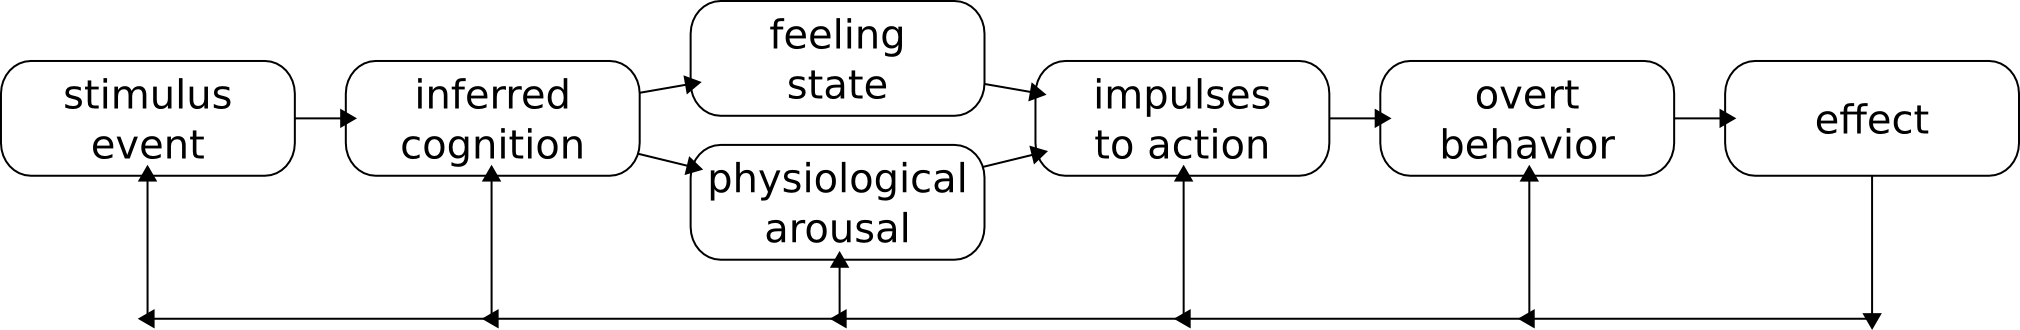 stimulus
event
inferred
cognition
feeling
state
physiological
arousal
impulses
to action
overt
behavior
effect